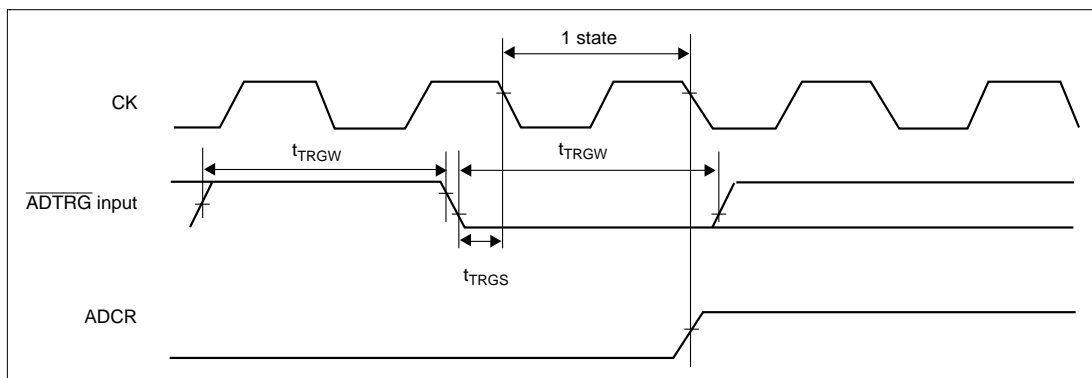 1 state
CK
tTRGW
tTRGW
ADTRG input
tTRGS
ADCR